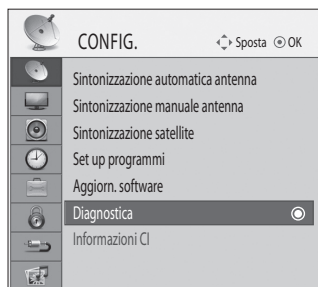 CONFIG.
Sposta OK
Sintonizzazione automatica antenna
Sintonizzazione manuale antenna
Sintonizzazione satellite
Set up programmi
Aggiorn. software
Diagnostica
Informazioni CI